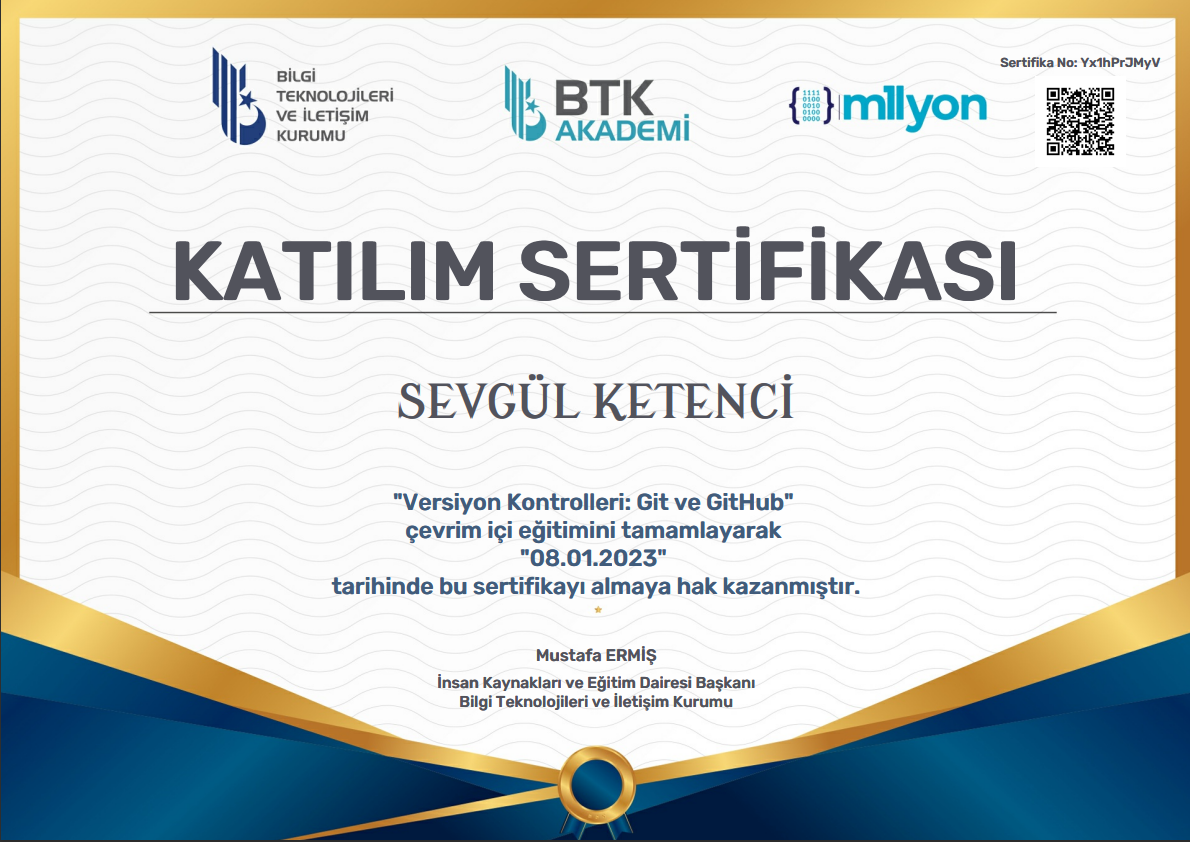 BİLGİ
TEKNOLOJİLERİ
VE İLETİŞİM
KURUMU
BTK
AKADEMİ
1111
0100
0010
0100
0000
m1lyon
Sertifika No: Yx1hPrJMyV
KATILIM SERTİFİKASI
SEVGÜL KETENCİ
"Versiyon Kontrolleri: Git ve GitHub"
çevrim içi eğitimini tamamlayarak
"08.01.2023"
tarihinde bu sertifikayı almaya hak kazanmıştır.
Mustafa ERMİŞ
İnsan Kaynakları ve Eğitim Dairesi Başkanı
Bilgi Teknolojileri ve İletişim Kurumu